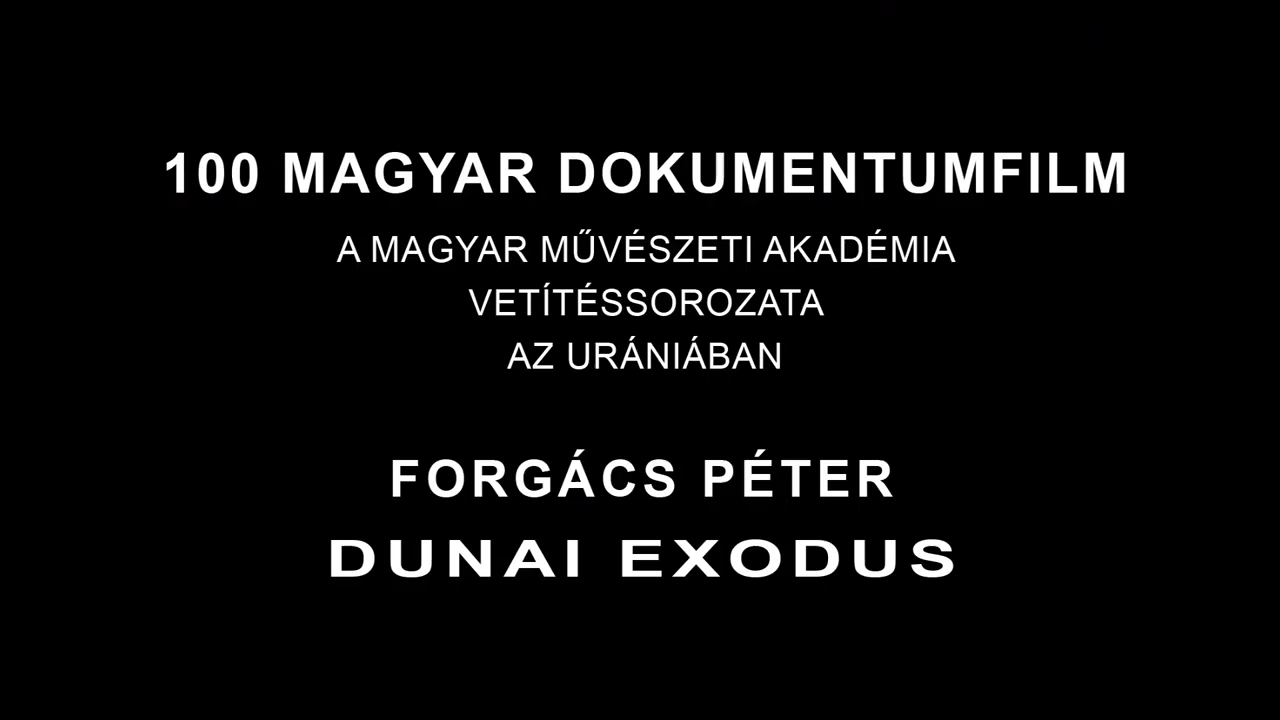 100 MAGYAR DOKUMENTUMFILM
A MAGYAR MŰVÉSZETI AKADÉMIA
VETÍTÉSSOROZATA
AZ URÁNIÁBAN
FORGÁCS PÉTER
DUNAI EXODUS